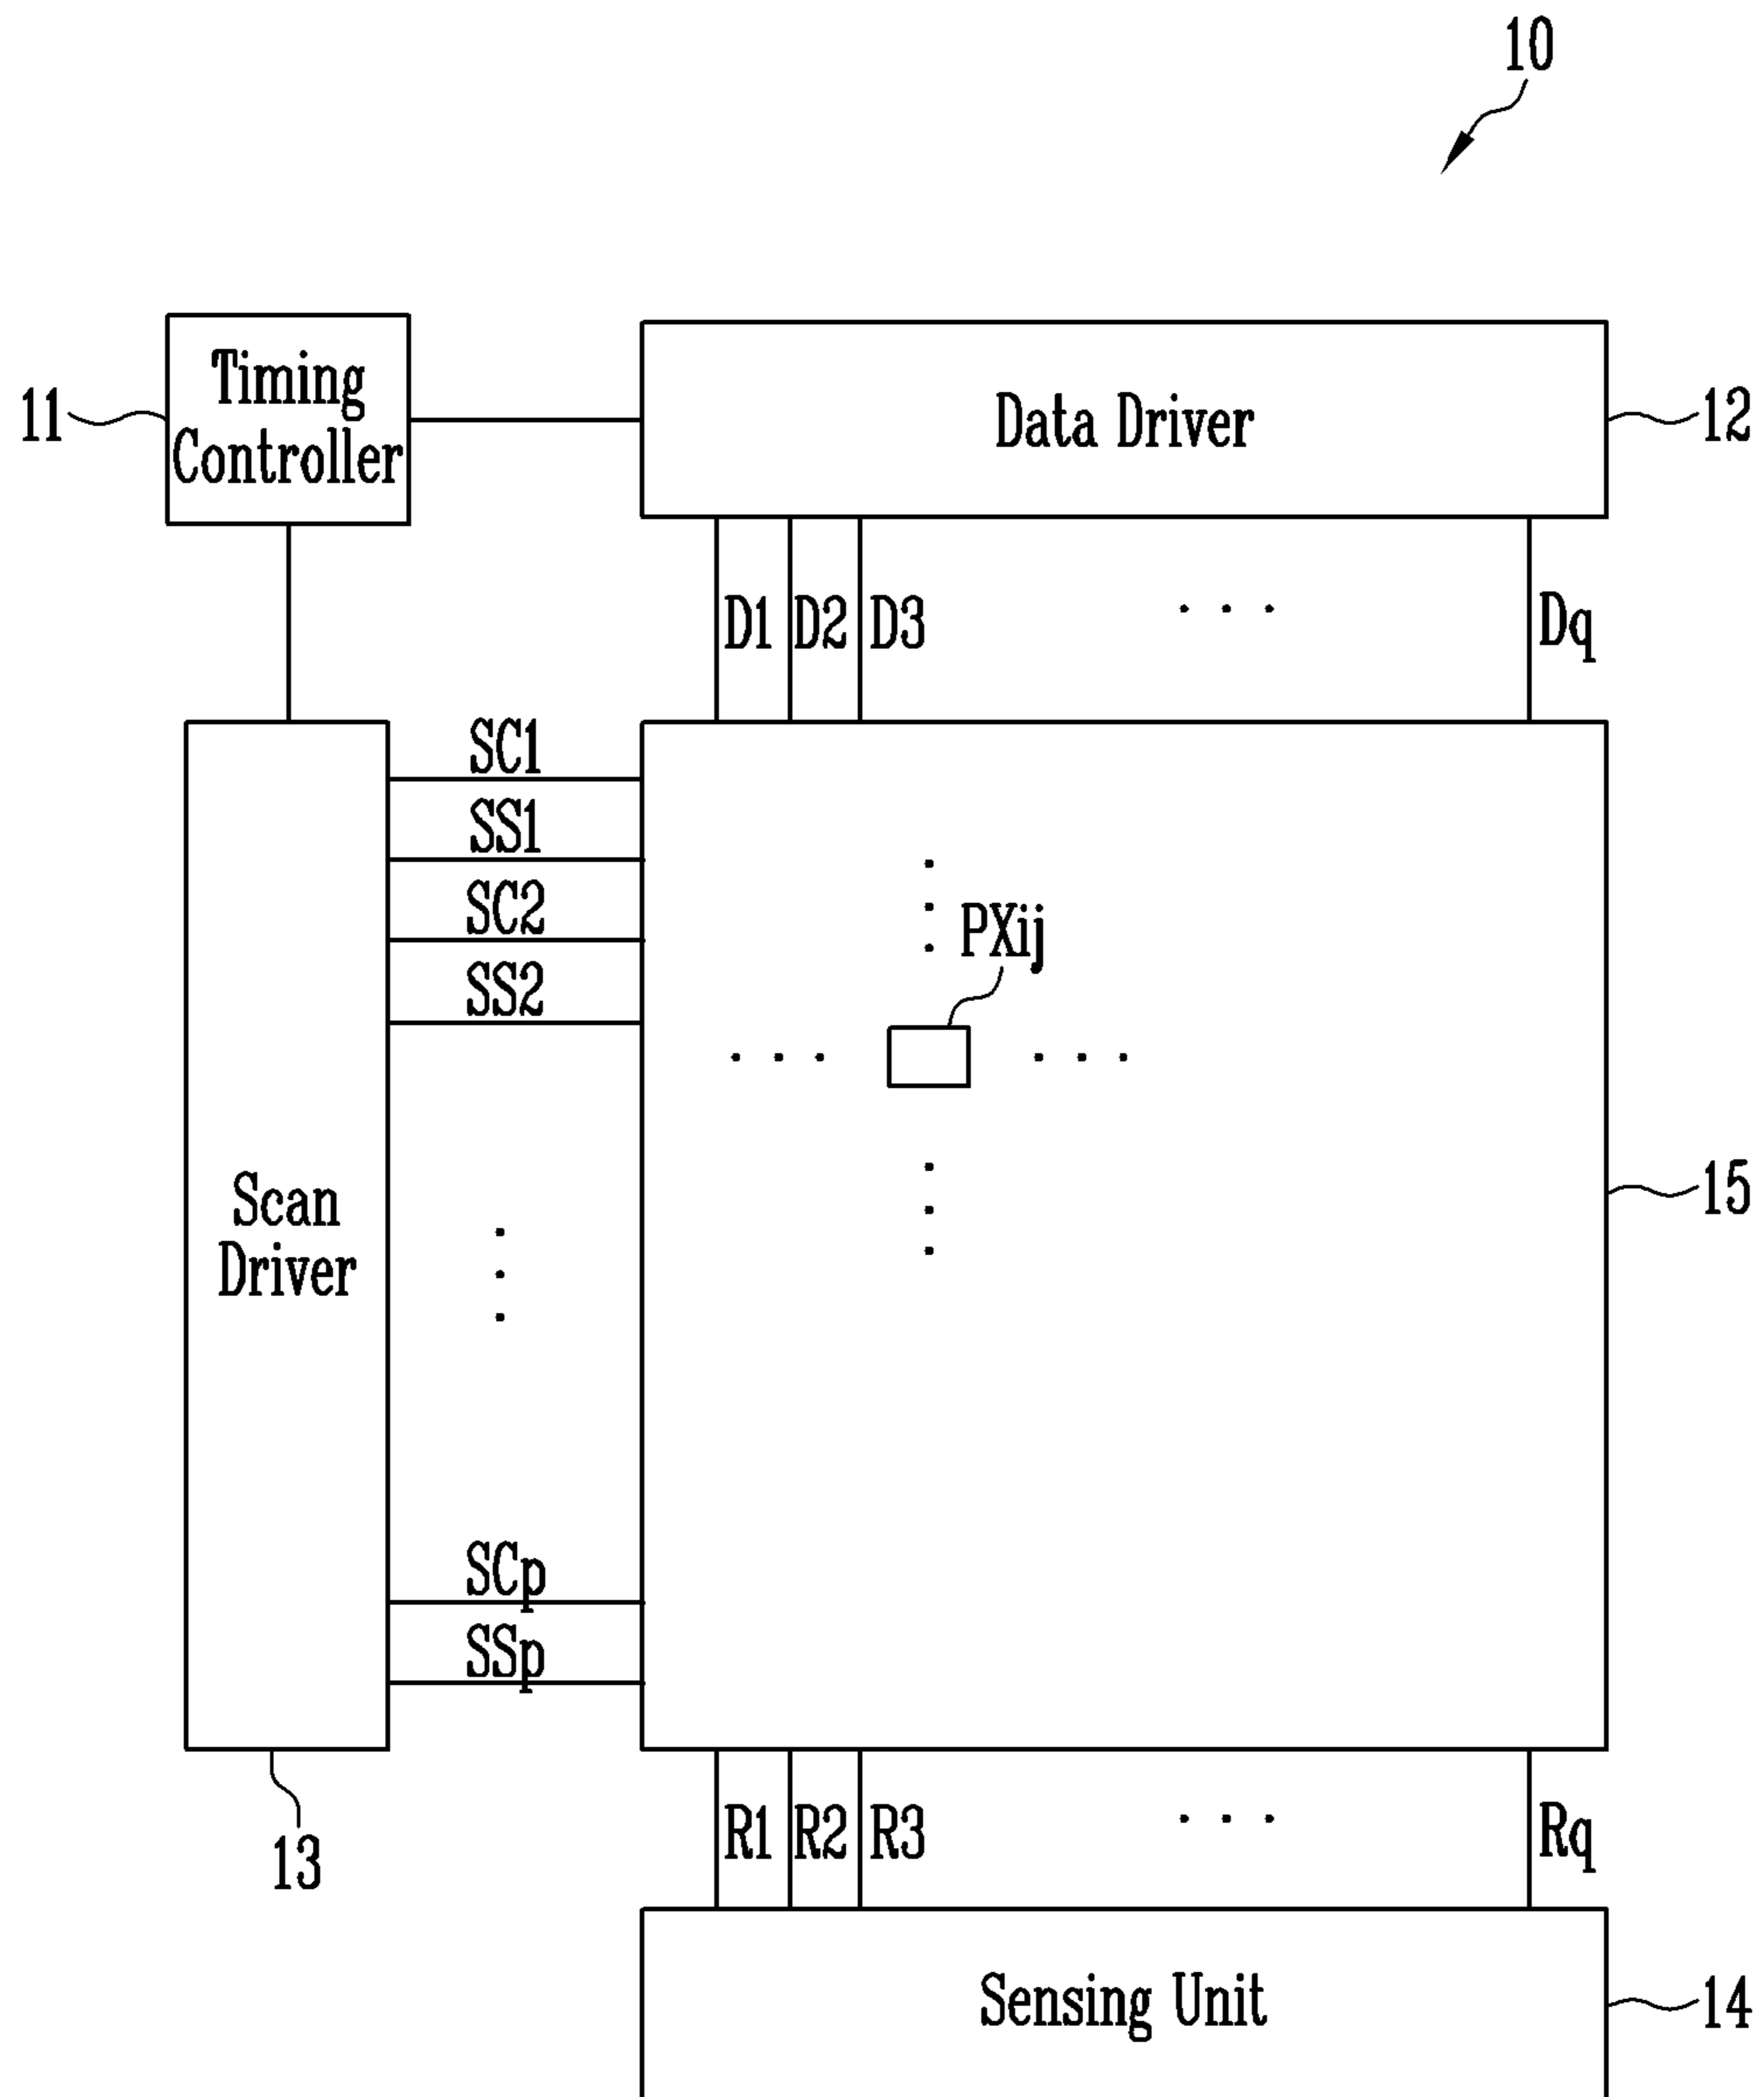 10
Timing
Controller
11
Data Driver
12
D1 D2 D3 . . . Dq
SC1
SS1
SC2
SS2
PXij
Scan
Driver
15
SCp
SSp
13
R1 R2 R3 . . . Rq
Sensing Unit
14